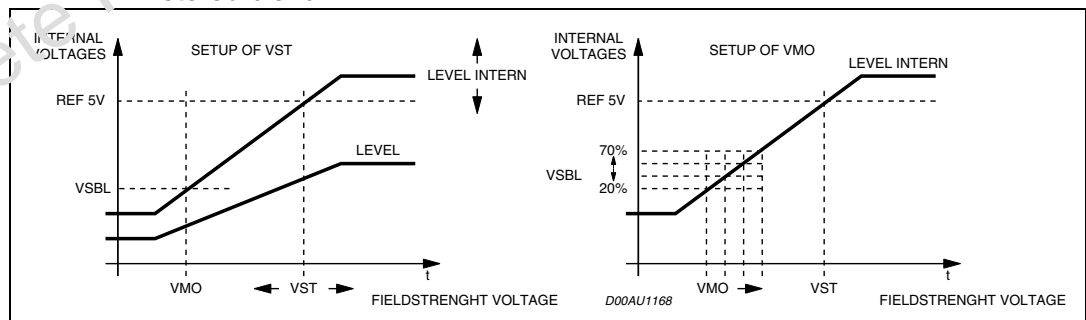 INTERNAL
VOLTAGES
SETUP OF VST
LEVEL INTERN
REF 5V
LEVEL
VSBL
t
VMO
VST
FIELDSTRENGHT VOLTAGE
INTERNAL
VOLTAGES
SETUP OF VMO
LEVEL INTERN
REF 5V
70%
VSBL
20%
t
VMO
VST
D00AU1168
FIELDSTRENGHT VOLTAGE